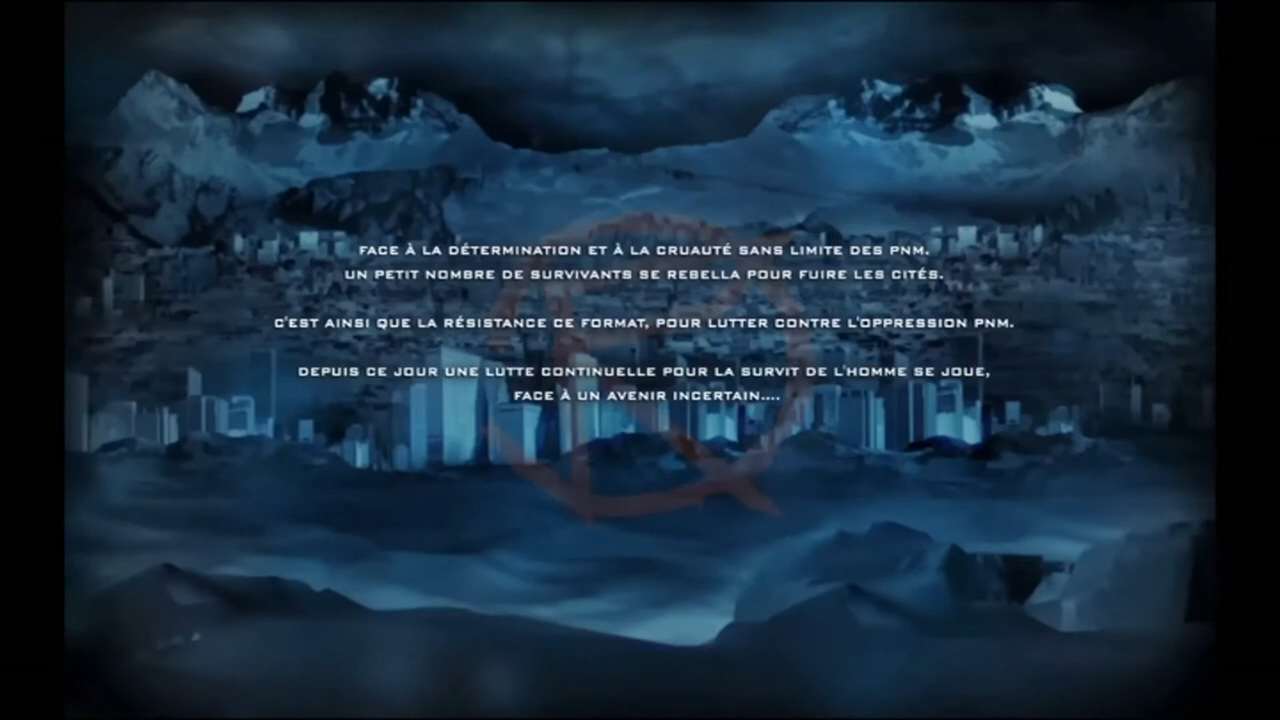 FACE À LA DÉTERMINATION ET À LA CRUAUTÉ SANS LIMITE DES PNM.
UN PETIT NOMBRE DE SURVIVANTS SE REBELLA POUR FUIRE LES CITÉS.
C'EST AINSI QUE LA RÉSISTANCE CE FORMAT, POUR LUTTER CONTRE L'OPPRESSION PNM.
DEPUIS CE JOUR UNE LUTTE CONTINUELLE POUR LA SURVIT DE L'HOMME SE JOUE,
FACE À UN AVENIR INCERTAIN....